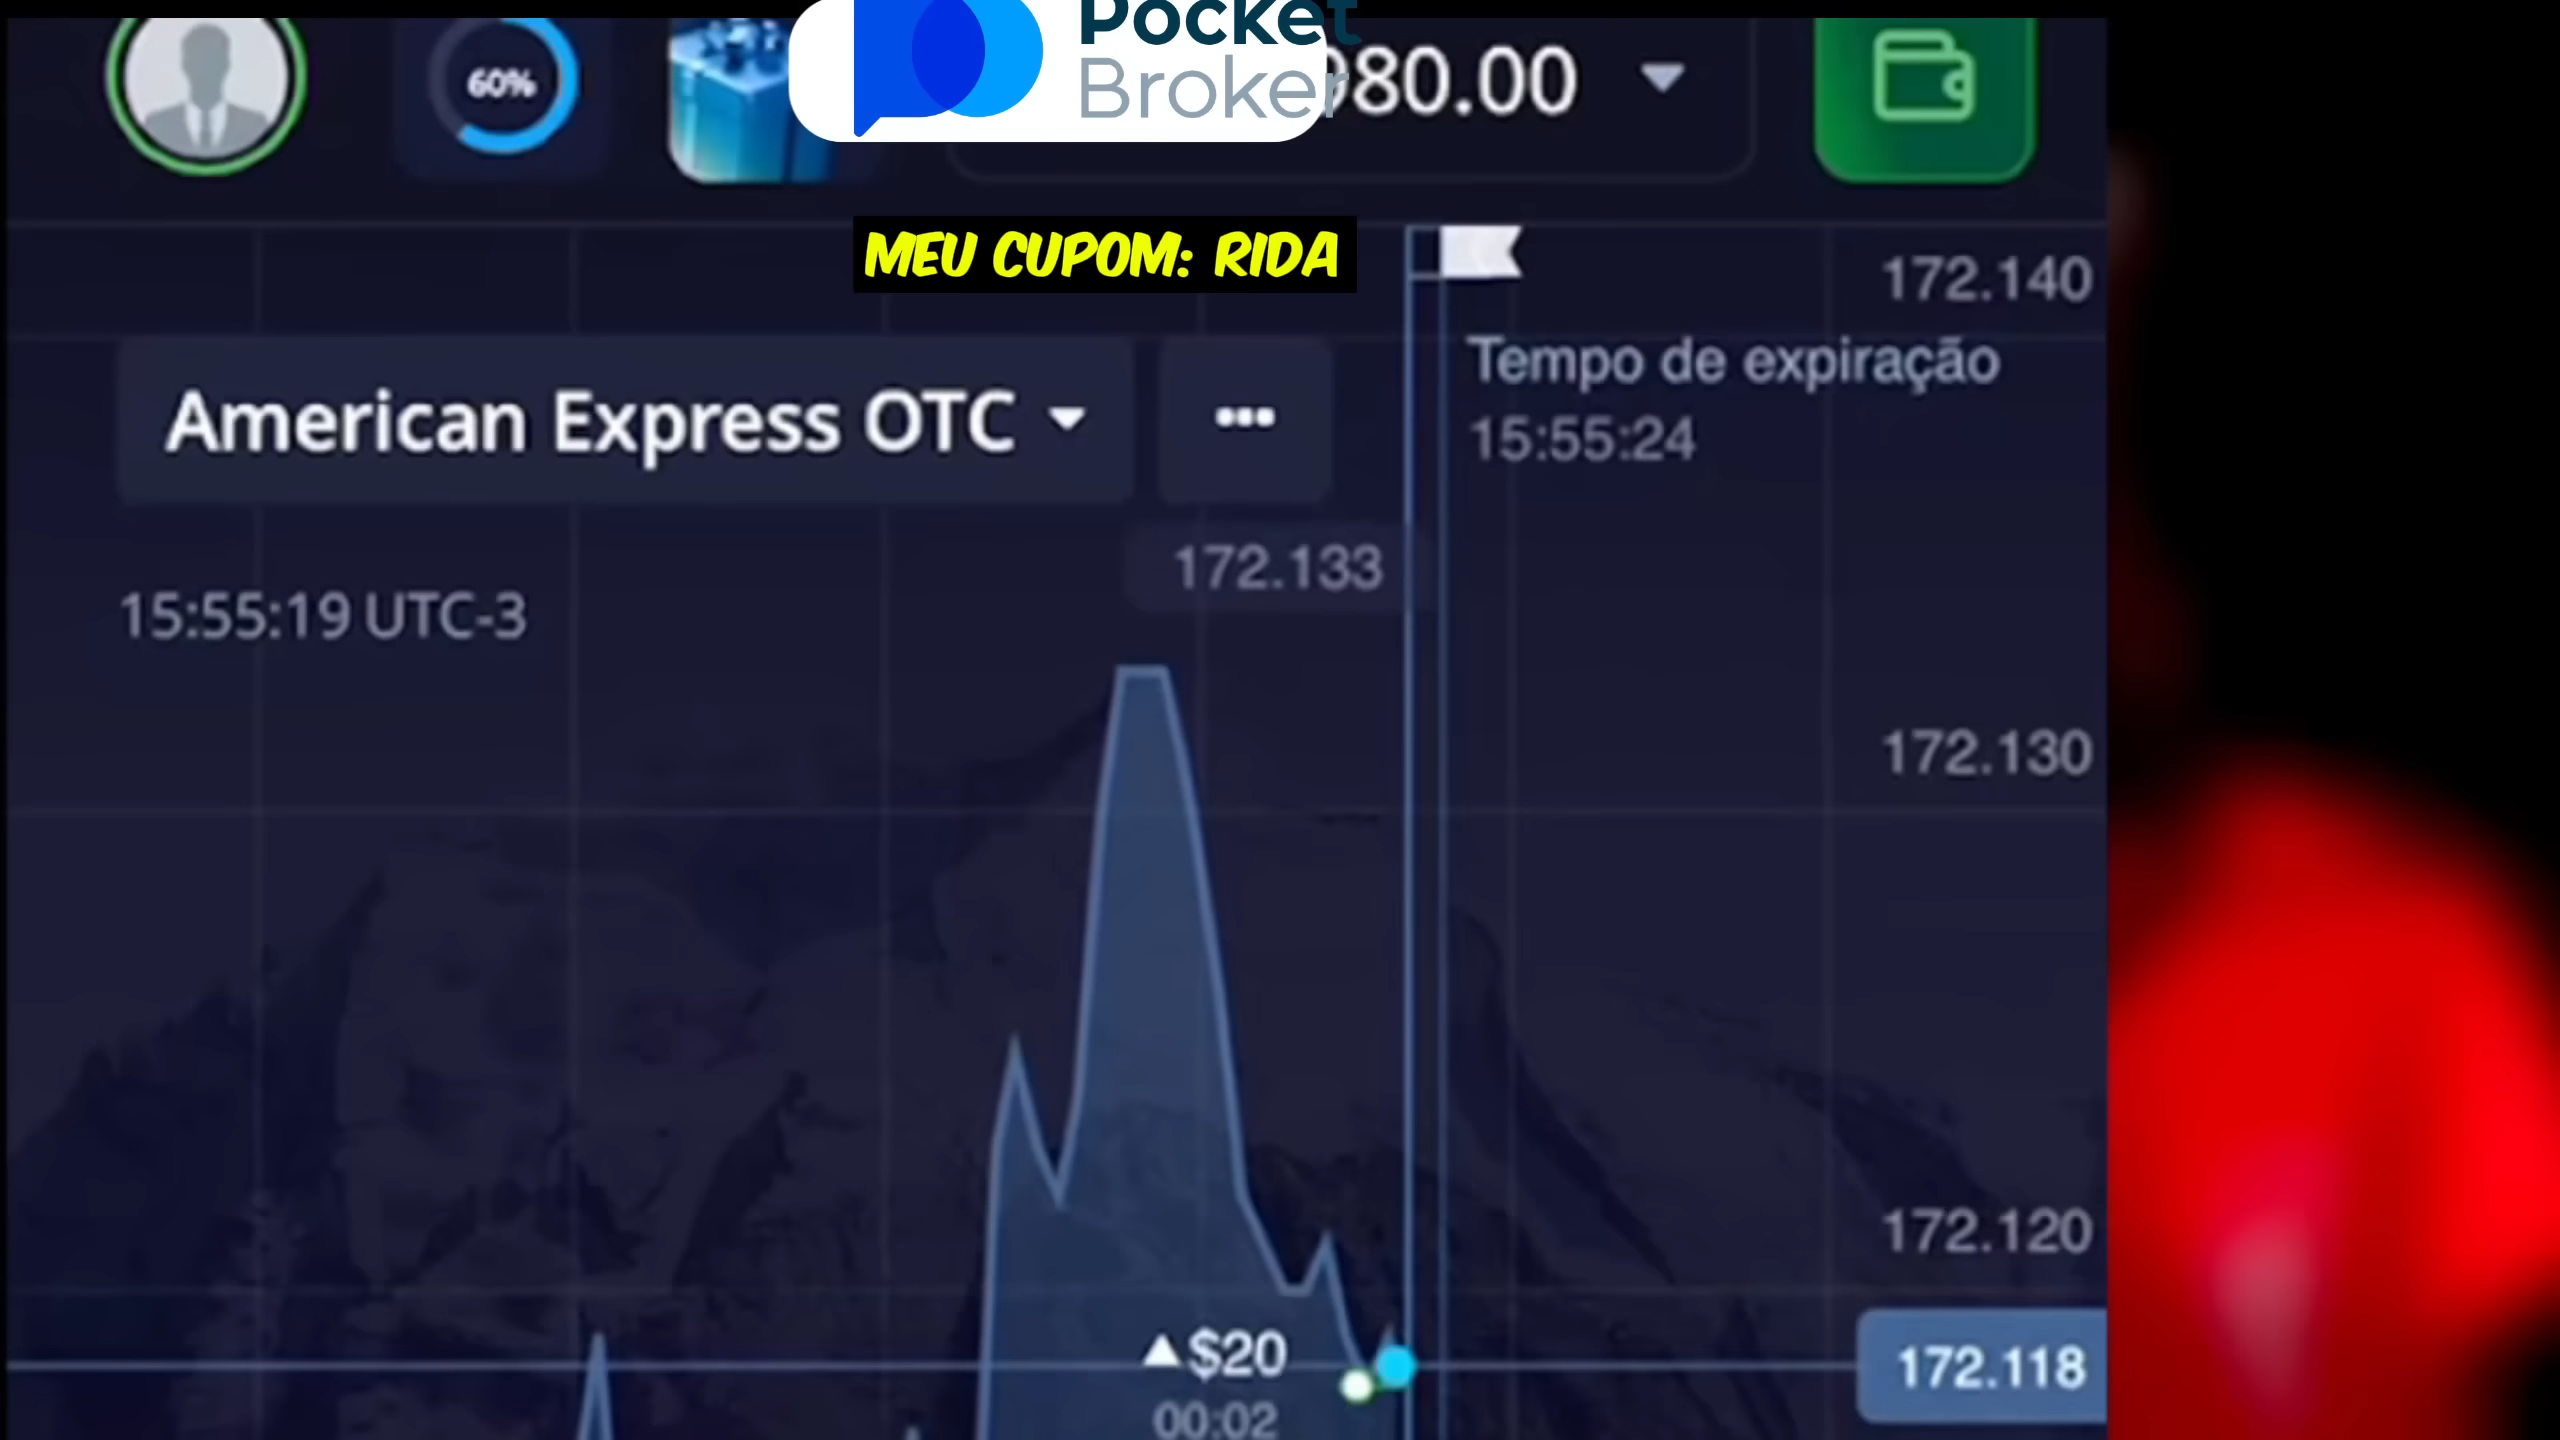 Pocket
Broker
60%
980.00
MEU CUPOM: RIDA
172.140
Tempo de expiração
15:55:24
American Express OTC
172.133
15:55:19 UTC-3
172.130
172.120
$20
172.118
00:02